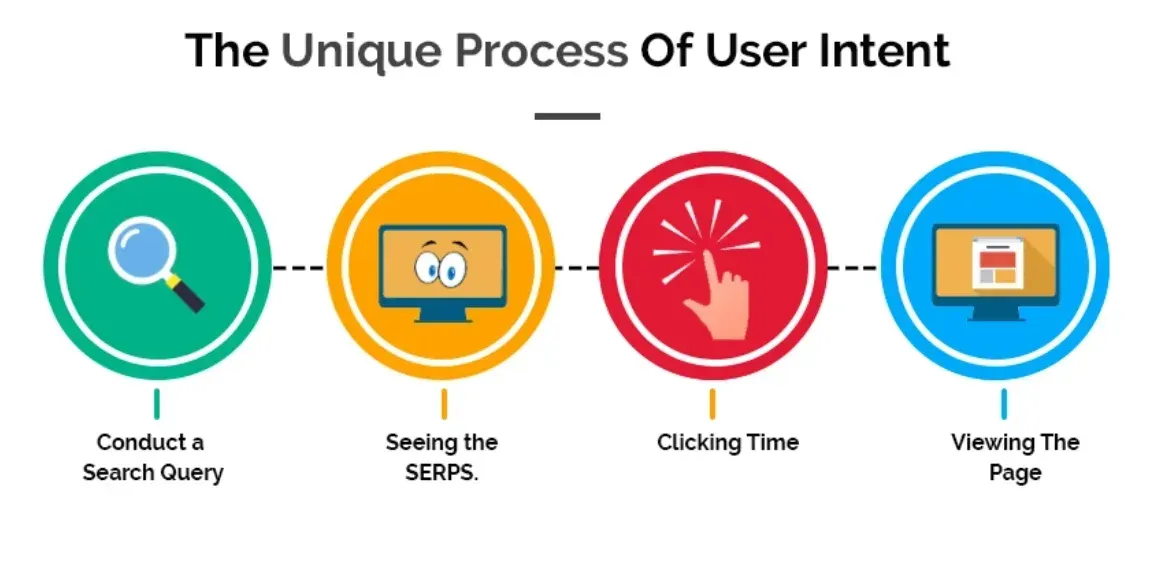 The Unique Process Of User Intent
Conduct a
Search Query
Seeing the
SERPS.
Clicking Time
Viewing The
Page